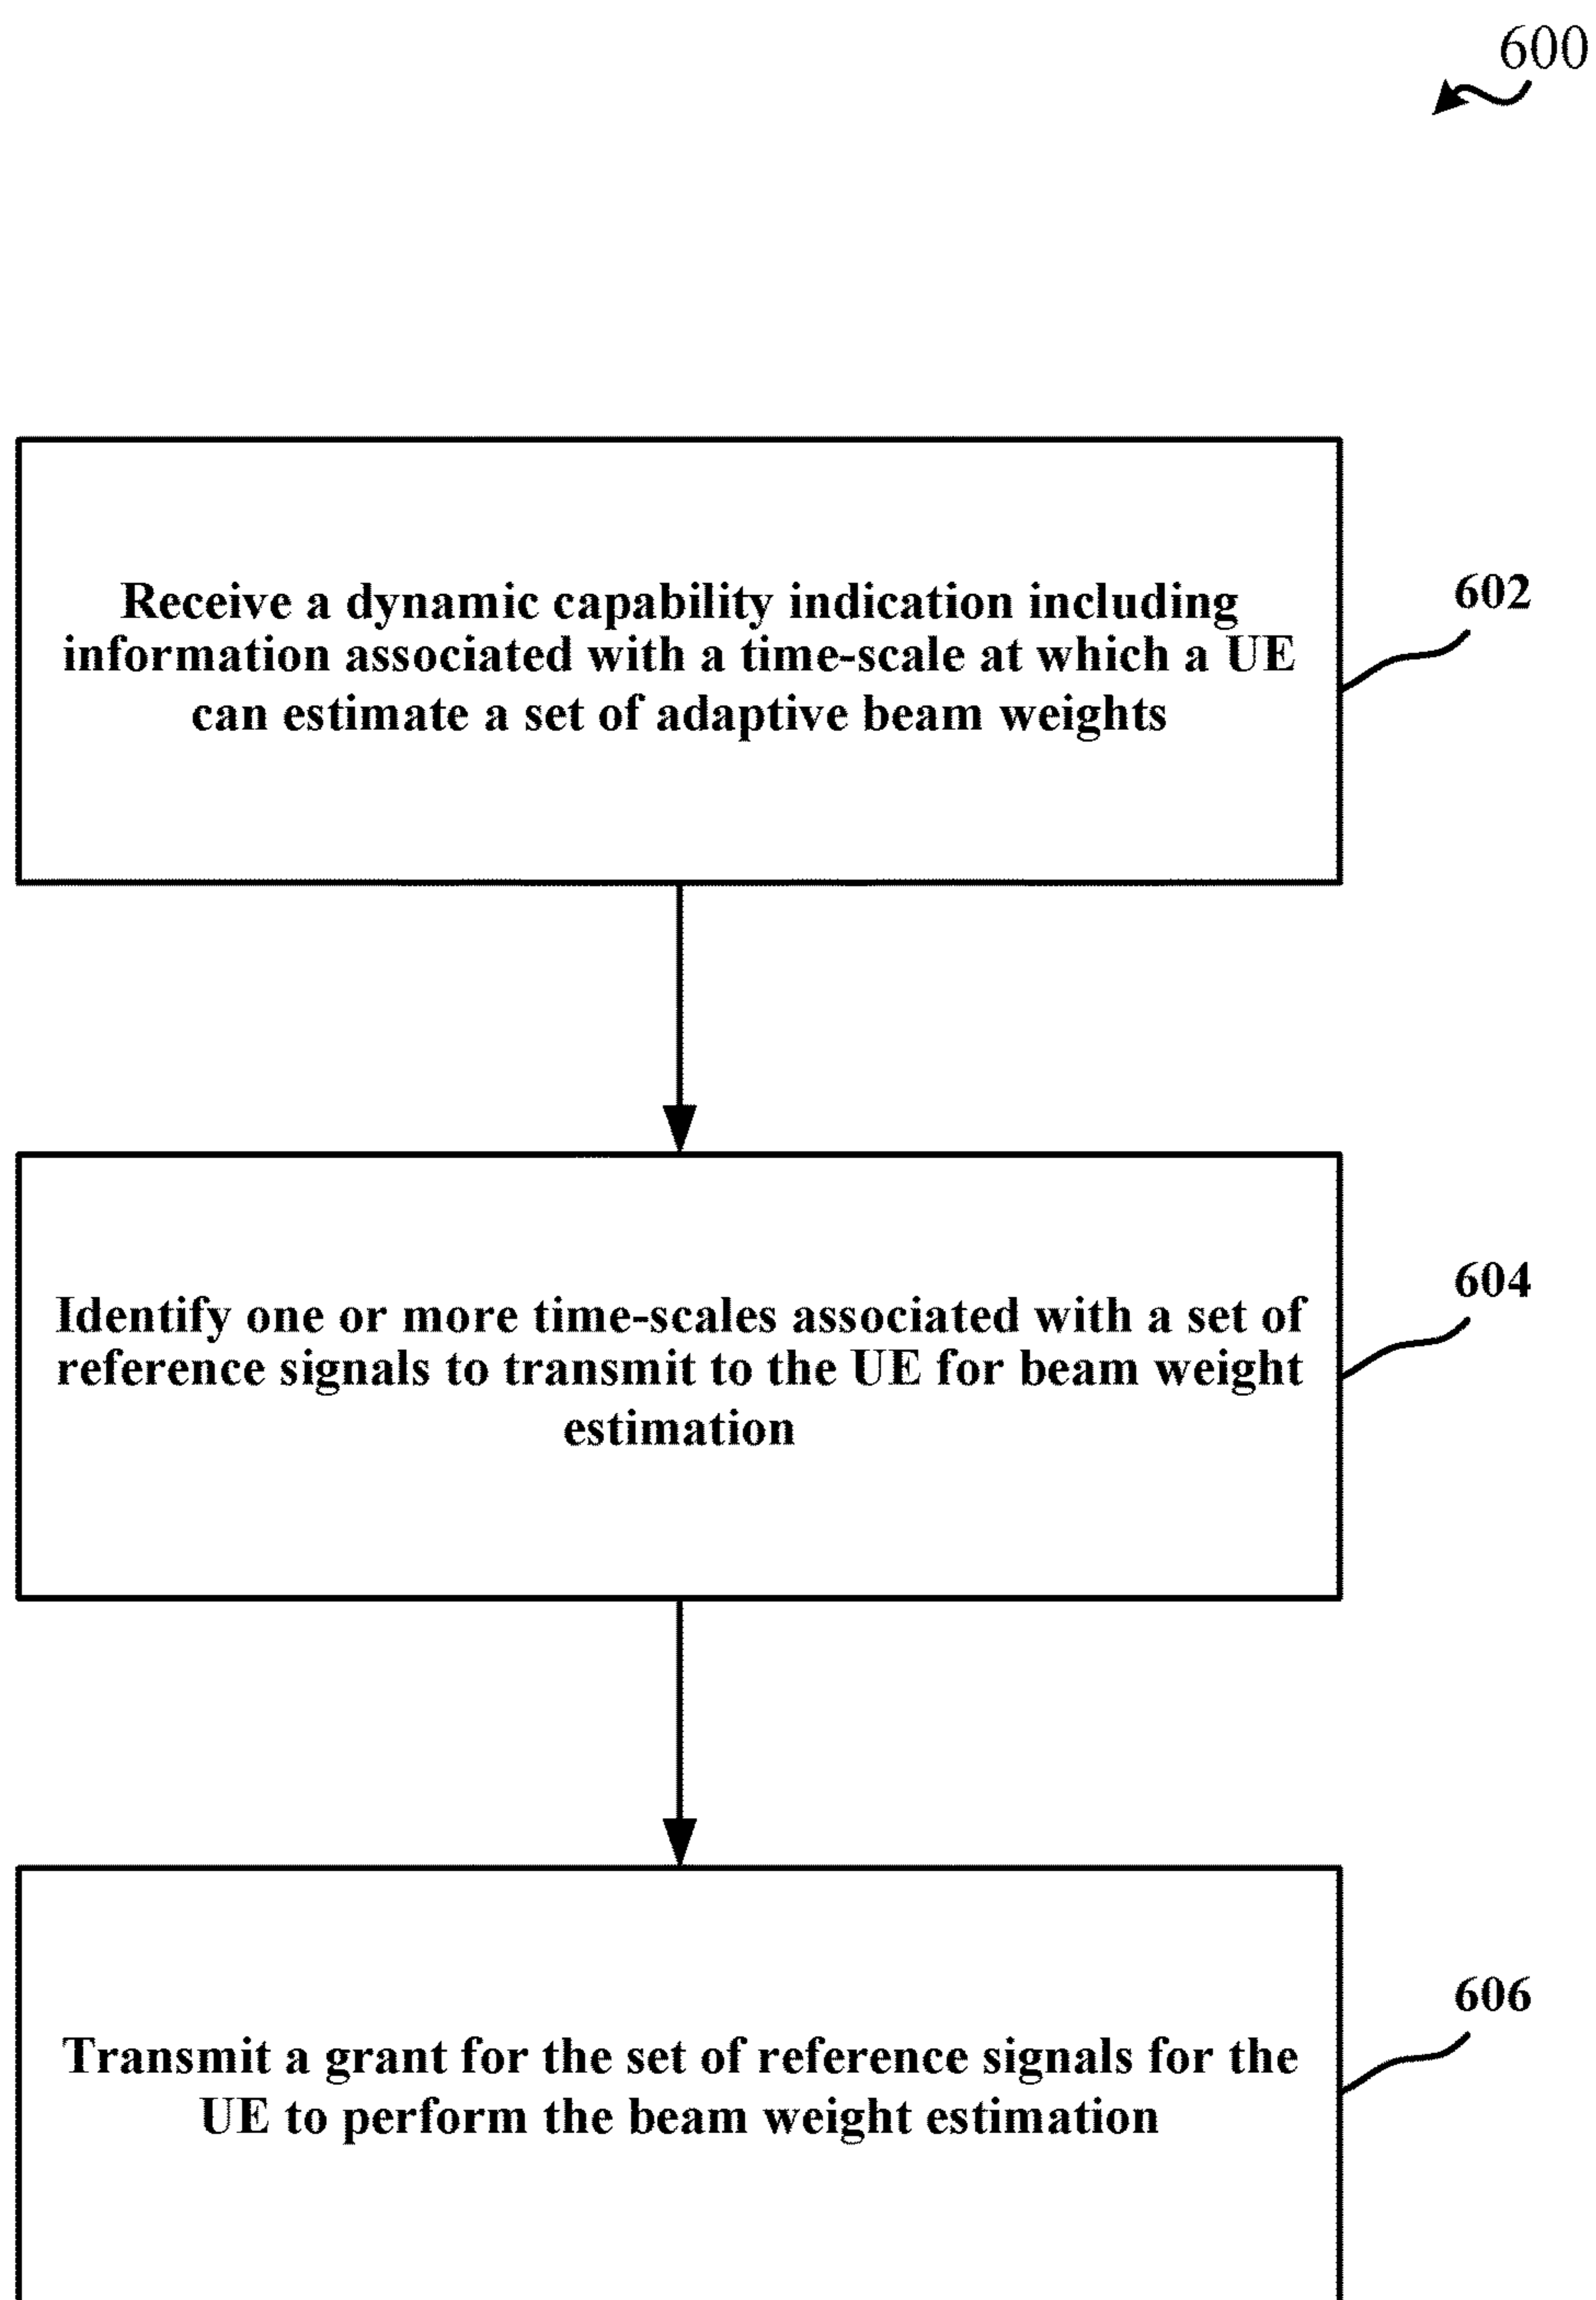 600
Receive a dynamic capability indication including
information associated with a time-scale at which a UE
can estimate a set of adaptive beam weights
602
Identify one or more time-scales associated with a set of
reference signals to transmit to the UE for beam weight
estimation
604
Transmit a grant for the set of reference signals for the
UE to perform the beam weight estimation
606